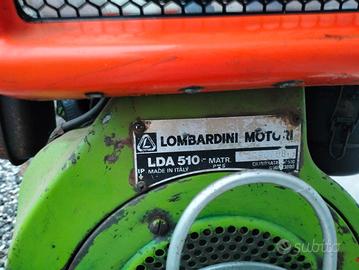 LOMBARDINI MOTORI
LDA 510 MATR.
MADE IN ITALY
subito